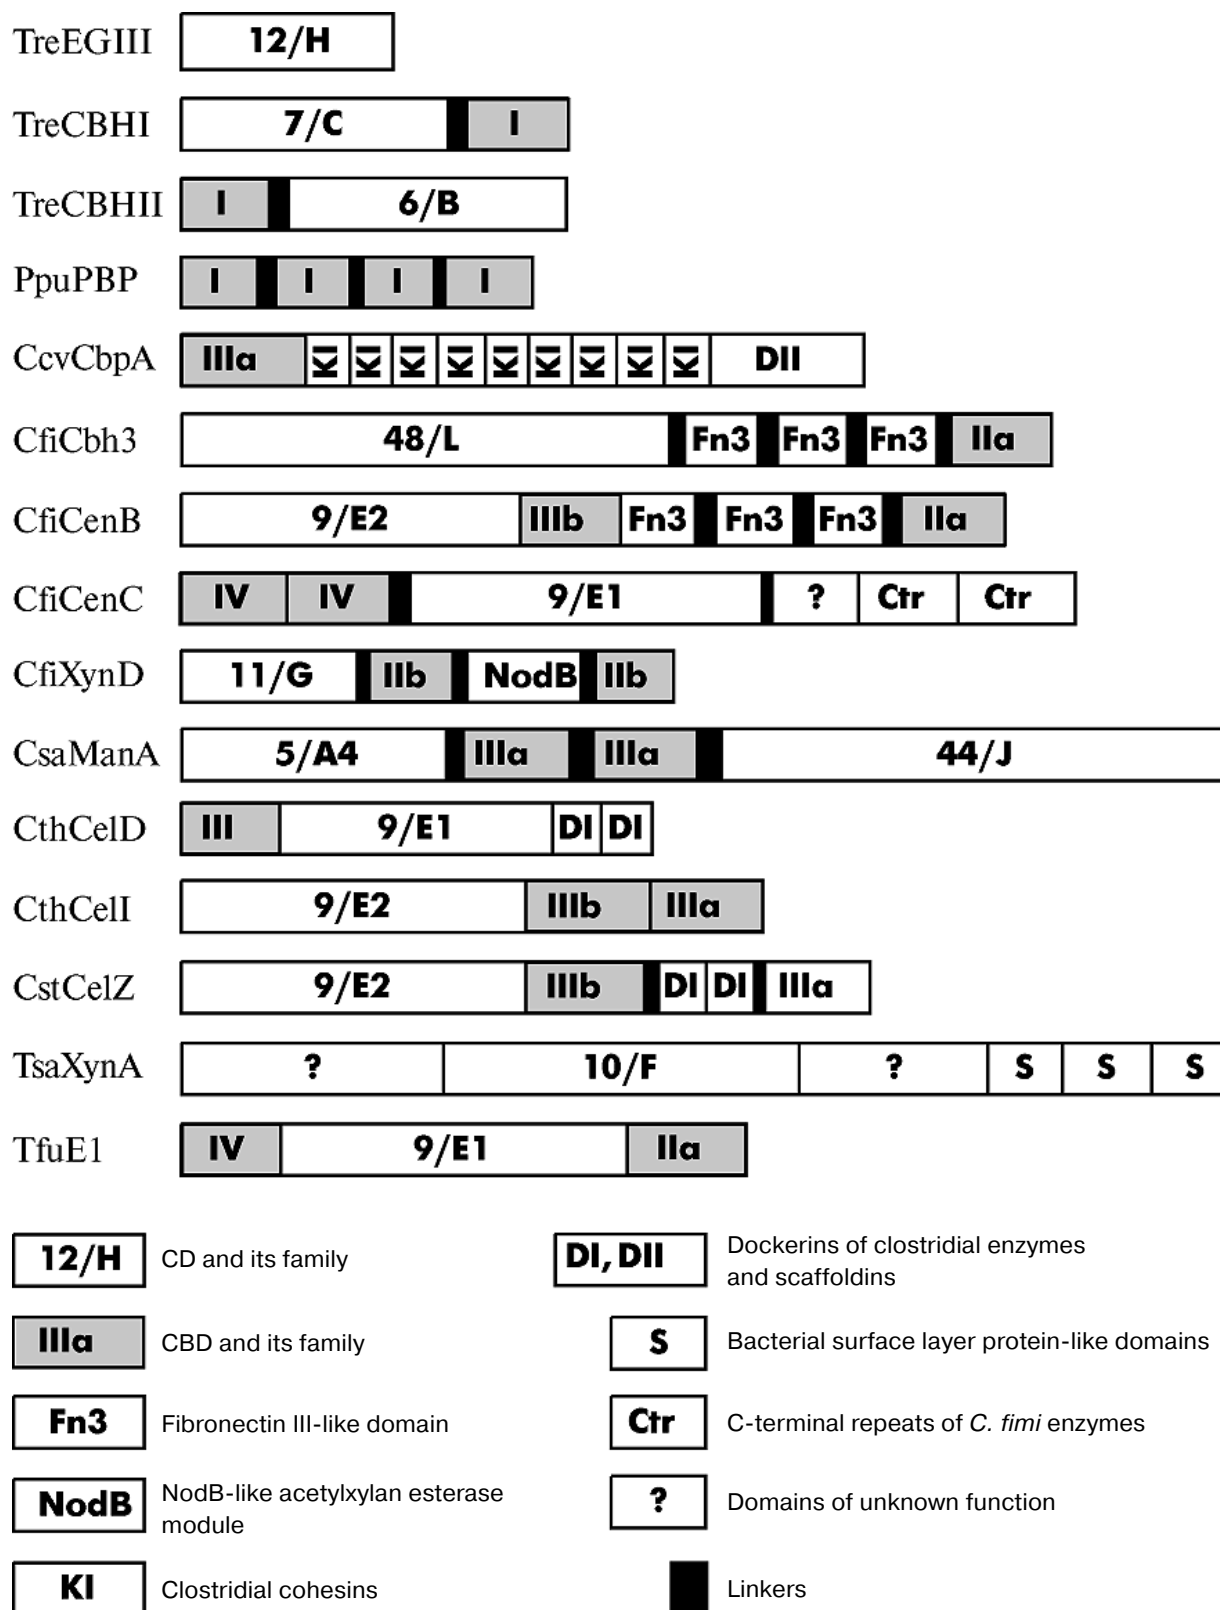 TreEGIII 12/H
TreCBHI 7/C I
TreCBHII I 6/B
PpuPBP I I I I
CcvCbpA IIIa KI KI KI KI KI KI KI KI KI DII
CfiCbh3 48/L Fn3 Fn3 Fn3 IIa
CfiCenB 9/E2 IIIb Fn3 Fn3 Fn3 IIa
CfiCenC IV IV 9/E1 ? Ctr Ctr
CfiXynD 11/G IIb NodB IIb
CsaManA 5/A4 IIIa IIIa 44/J
CthCelD III 9/E1 DI DI
CthCelI 9/E2 IIIb IIIa
CstCelZ 9/E2 IIIb DI DI IIIa
TsaXynA ? 10/F ? S S S
TfuE1 IV 9/E1 IIa
12/H CD and its family
IIIa CBD and its family
Fn3 Fibronectin III-like domain
NodB NodB-like acetylxylan esterase
module
KI Clostridial cohesins
DI, DII Dockerins of clostridial enzymes
and scaffoldins
S Bacterial surface layer protein-like domains
Ctr C-terminal repeats of C. fimi enzymes
? Domains of unknown function
Linkers